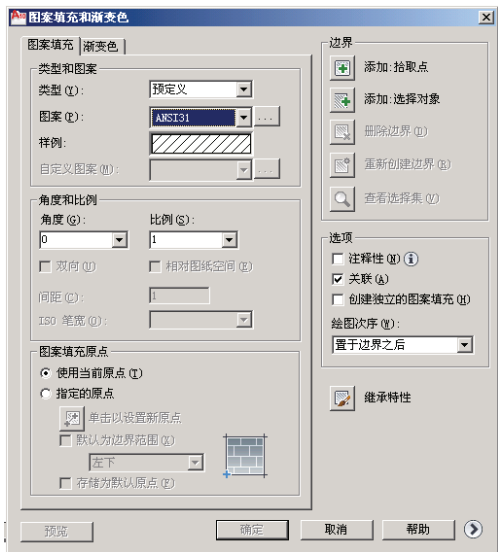 图案填充和渐变色
图案填充 渐变色
类型和图案
类型(Y): 预定义
图案(P): ANSI31 ...
样例:
自定义图案(M): ...
角度和比例
角度(G): 比例(S):
0 1
双向(U) 相对图纸空间(E)
间距(C): 1
ISO 笔宽(O):
图案填充原点
使用当前原点(T)
指定的原点
单击以设置新原点
默认为边界范围(X)
左下
存储为默认原点(F)
边界
添加:拾取点
添加:选择对象
删除边界(D)
重新创建边界(R)
查看选择集(V)
选项
注释性(N)
关联(A)
创建独立的图案填充(H)
绘图次序(W):
置于边界之后
继承特性
预览 确定 取消 帮助